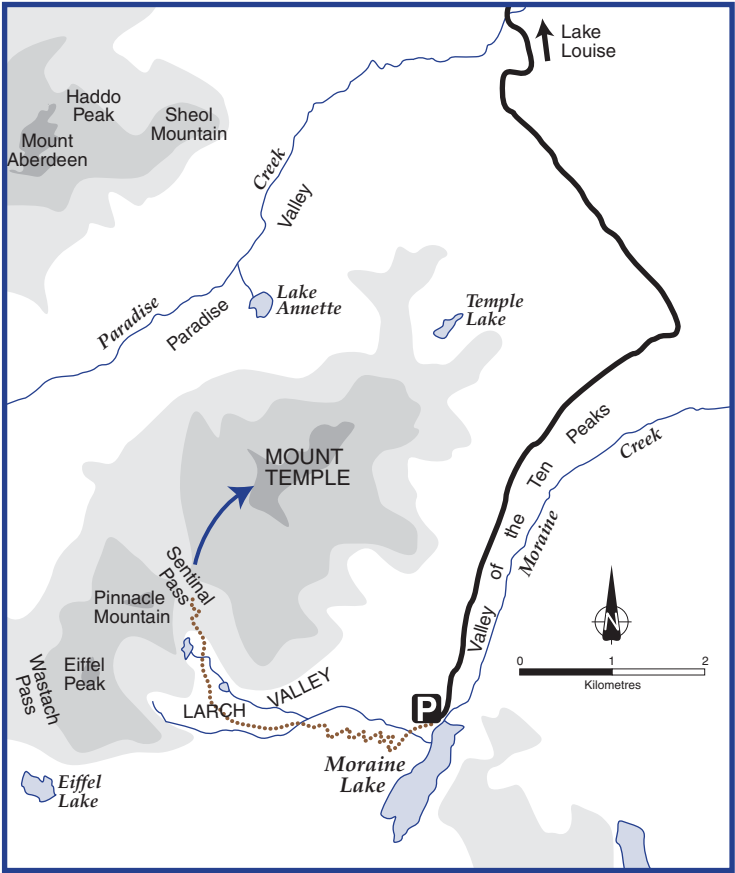 Lake
Louise
Haddo
Peak
Sheol
Mountain
Mount
Aberdeen
Creek
Valley
Lake
Annette
Temple
Lake
Paradise
Paradise
Peaks
Creek
MOUNT
TEMPLE
Ten
the
of
Moraine
Valley
Sentinal
Pass
Pinnacle
Mountain
N
0 1 2
Kilometres
Eiffel
Peak
Wastach
Pass
VALLEY
LARCH
P
Moraine
Lake
Eiffel
Lake